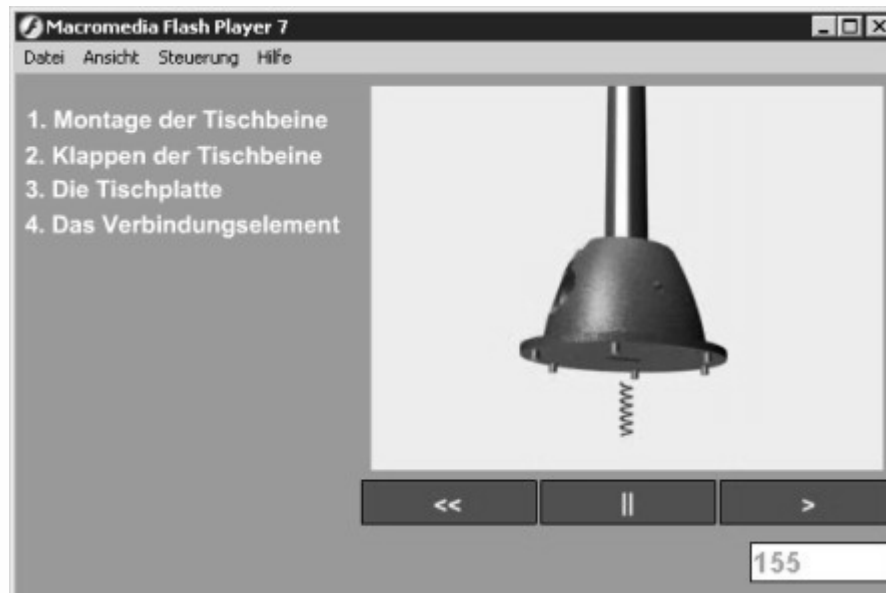 Macromedia Flash Player 7
Datei Ansicht Steuerung Hilfe
1. Montage der Tischbeine
2. Klappen der Tischbeine
3. Die Tischplatte
4. Das Verbindungselement
<< || >
155